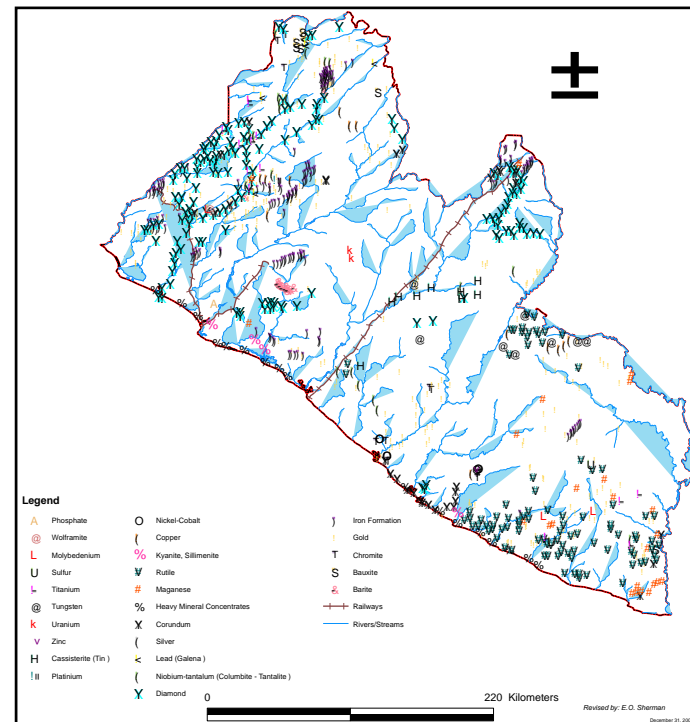 Legend
A Phosphate
@ Wolframite
L Molybedenium
U Sulfur
Titanium
@ Tungsten
k Uranium
v Zinc
H Cassisterite (Tin )
Platinium
O Nickel-Cobalt
( Copper
% Kyanite, Sillimenite
Rutile
# Maganese
% Heavy Mineral Concentrates
Corundum
( Silver
< Lead (Galena )
( Niobium-tantalum (Columbite - Tantalite )
Y Diamond
Iron Formation
Gold
T Chromite
S Bauxite
& Barite
Railways
Rivers/Streams
0 220 Kilometers
Revised by: E.O. Sherman